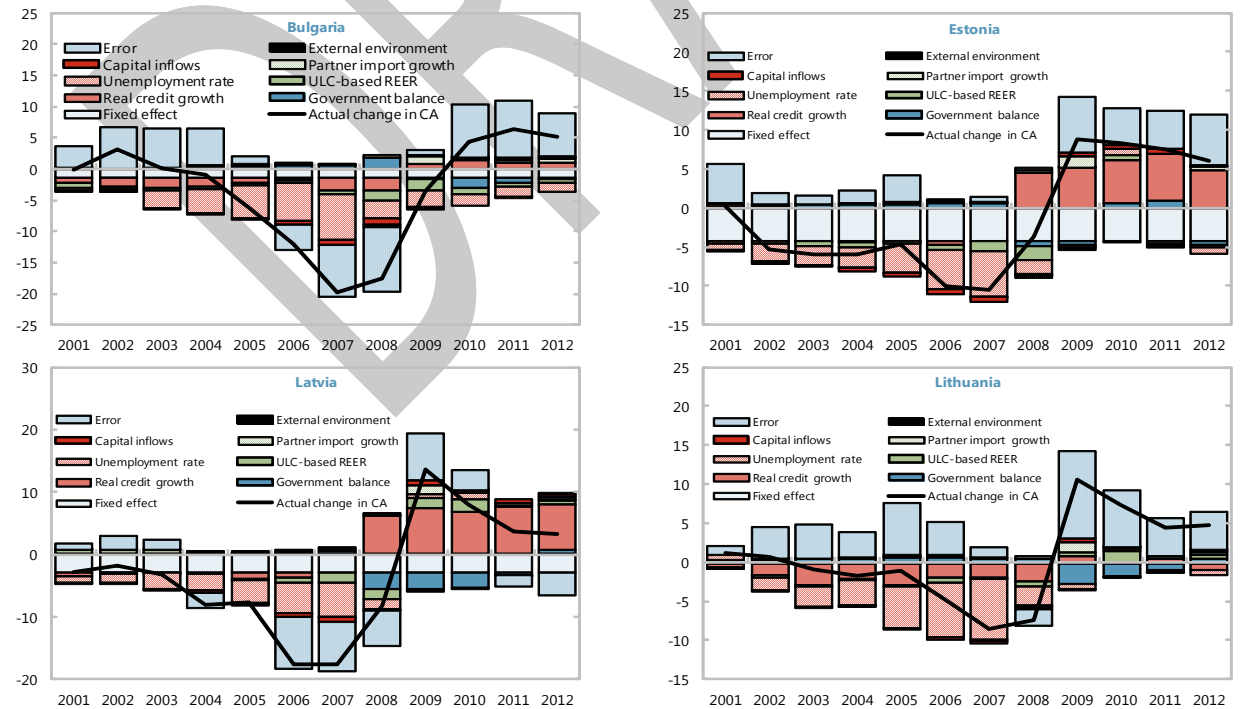 Bulgaria
25
20
15
10
5
0
-5
-10
-15
-20
-25
Error External environment
Capital inflows Partner import growth
Unemployment rate ULC-based REER
Real credit growth Government balance
Fixed effect Actual change in CA
2001 2002 2003 2004 2005 2006 2007 2008 2009 2010 2011 2012
Estonia
25
20
15
10
5
0
-5
-10
-15
Error External environment
Capital inflows Partner import growth
Unemployment rate ULC-based REER
Real credit growth Government balance
Fixed effect Actual change in CA
2001 2002 2003 2004 2005 2006 2007 2008 2009 2010 2011 2012
Latvia
30
20
10
0
-10
-20
Error External environment
Capital inflows Partner import growth
Unemployment rate ULC-based REER
Real credit growth Government balance
Fixed effect Actual change in CA
2001 2002 2003 2004 2005 2006 2007 2008 2009 2010 2011 2012
Lithuania
25
20
15
10
5
0
-5
-10
-15
Error External environment
Capital inflows Partner import growth
Unemployment rate ULC-based REER
Real credit growth Government balance
Fixed effect Actual change in CA
2001 2002 2003 2004 2005 2006 2007 2008 2009 2010 2011 2012